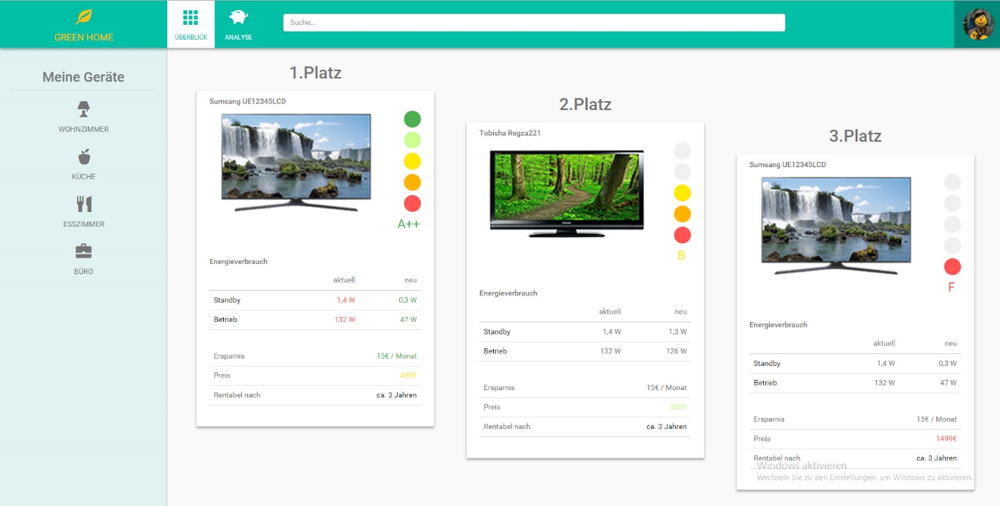 GREEN HOME
ÜBERBLICK
ANALYSE
Suche...
Meine Geräte
WOHNZIMMER
KÜCHE
ESSZIMMER
BÜRO
1.Platz
Sumsang UE12345LCD
A++
Energieverbrauch
aktuell neu
Standby 1,4 W 0,3 W
Betrieb 132 W 47 W
Ersparnis 15€ / Monat
Preis 499€
Rentabel nach ca. 3 Jahren
2.Platz
Tobisha Regza221
B
Energieverbrauch
aktuell neu
Standby 1,4 W 1,3 W
Betrieb 132 W 126 W
Ersparnis 15€ / Monat
Preis 333€
Rentabel nach ca. 3 Jahren
3.Platz
Sumsang UE12345LCD
F
Energieverbrauch
aktuell neu
Standby 1,4 W 0,3 W
Betrieb 132 W 47 W
Ersparnis 15€ / Monat
Preis 1499€
Rentabel nach ca. 3 Jahren
Windows aktivieren
Wechseln Sie zu den Einstellungen, um Windows zu aktivieren.